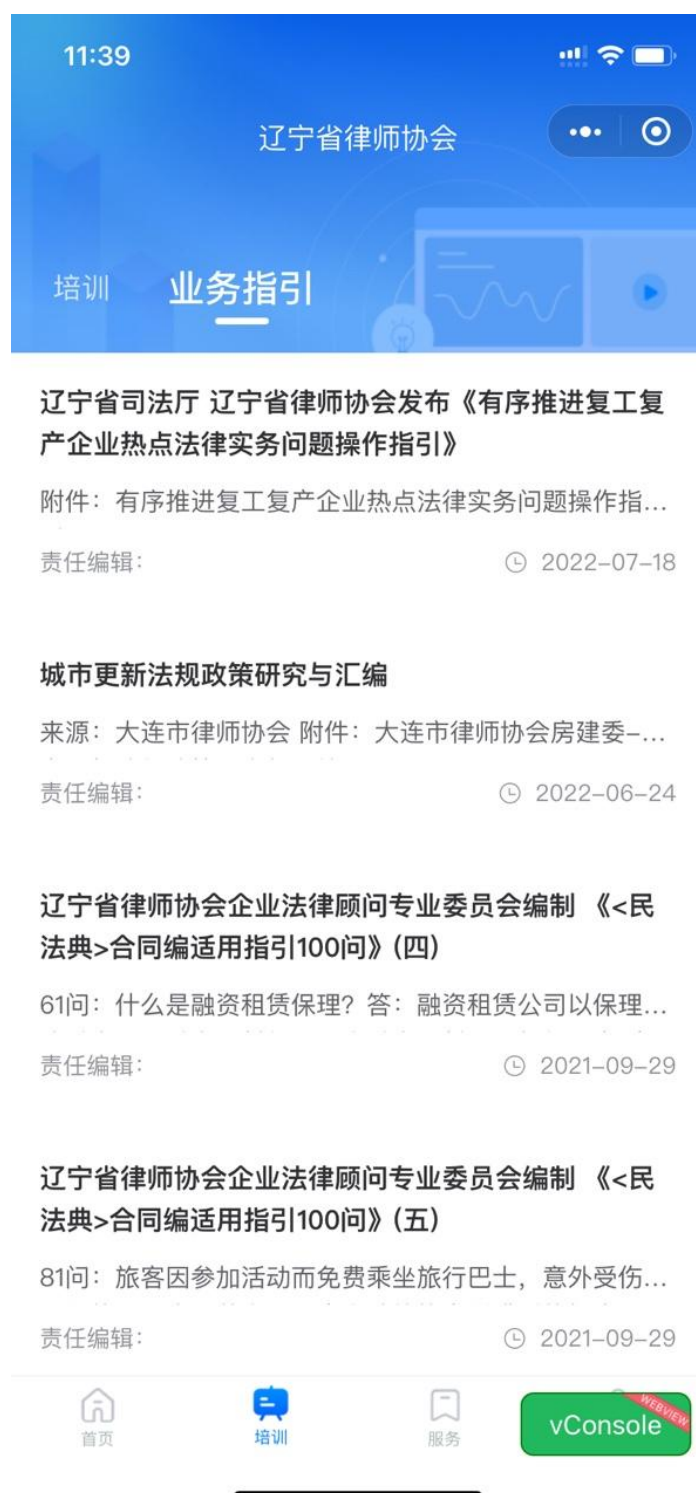 11:39
辽宁省律师协会
培训 业务指引
辽宁省司法厅 辽宁省律师协会发布《有序推进复工复
产企业热点法律实务问题操作指引》
附件：有序推进复工复产企业热点法律实务问题操作指...
责任编辑： 2022-07-18
城市更新法规政策研究与汇编
来源：大连市律师协会 附件：大连市律师协会房建委-...
责任编辑： 2022-06-24
辽宁省律师协会企业法律顾问专业委员会编制 《<民
法典>合同编适用指引100问》(四)
61问：什么是融资租赁保理？答：融资租赁公司以保理...
责任编辑： 2021-09-29
辽宁省律师协会企业法律顾问专业委员会编制 《<民
法典>合同编适用指引100问》(五)
81问：旅客因参加活动而免费乘坐旅行巴士，意外受伤...
责任编辑： 2021-09-29
首页 培训 服务 vConsole WEBVIEW